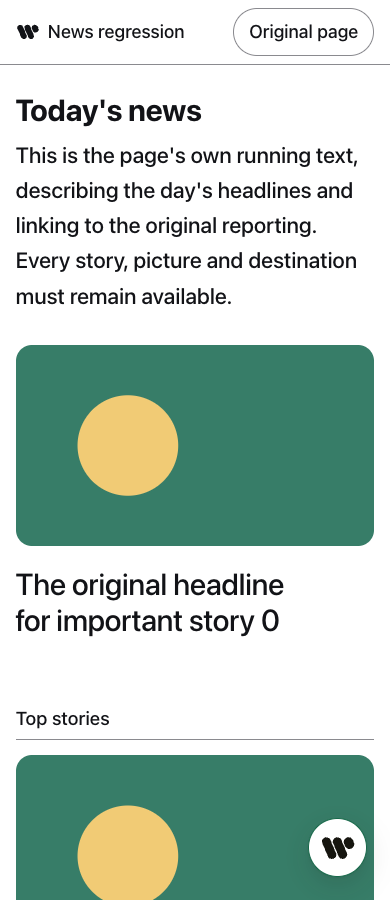 News regression
Original page
Today's news
This is the page's own running text,
describing the day's headlines and
linking to the original reporting.
Every story, picture and destination
must remain available.
The original headline
for important story 0
Top stories